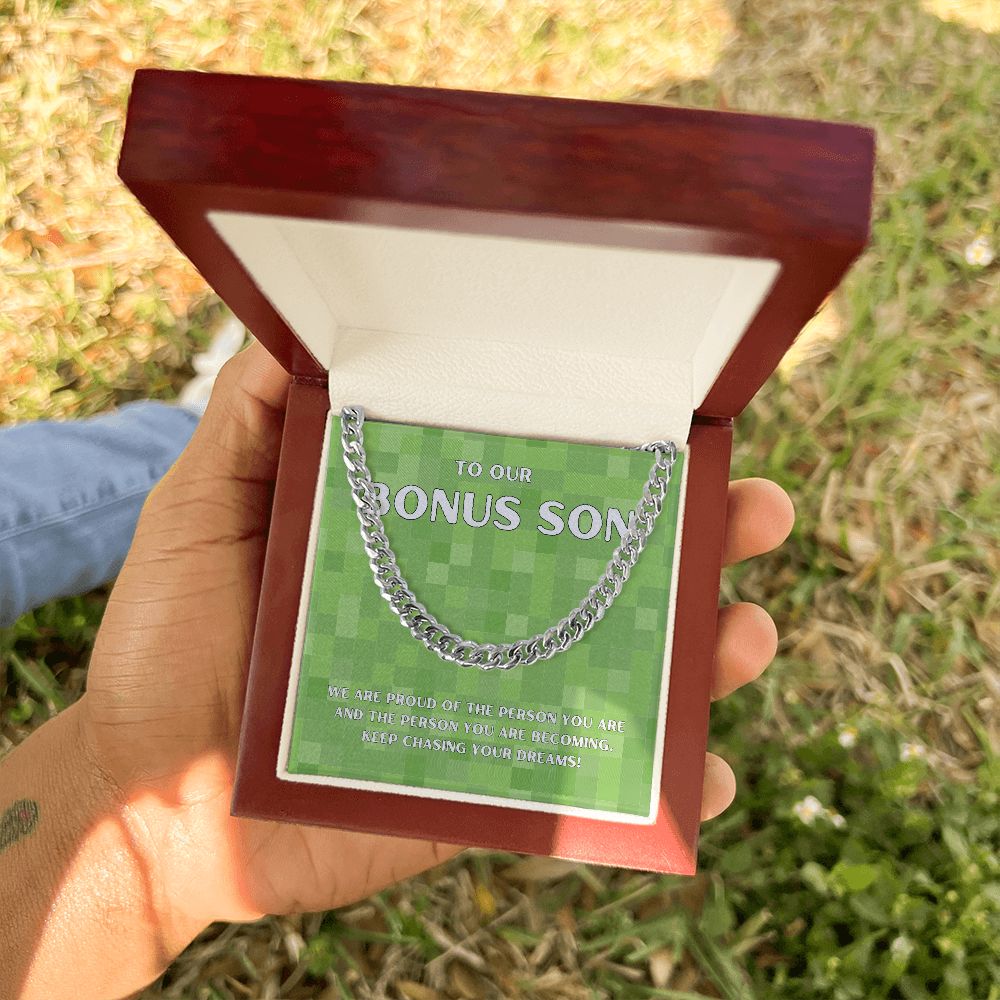 TO OUR
BONUS SON
WE ARE PROUD OF THE PERSON YOU ARE
AND THE PERSON YOU ARE BECOMING.
KEEP CHASING YOUR DREAMS!